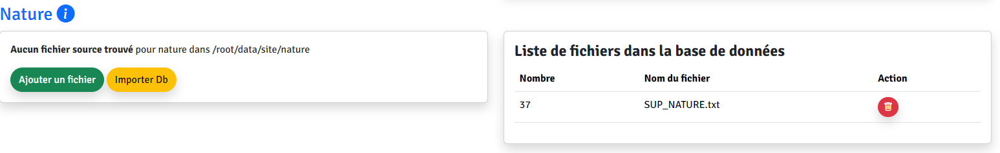 Nature i
Aucun fichier source trouvé pour nature dans /root/data/site/nature
Ajouter un fichier Importer Db
Liste de fichiers dans la base de données
Nombre Nom du fichier Action
37 SUP_NATURE.txt